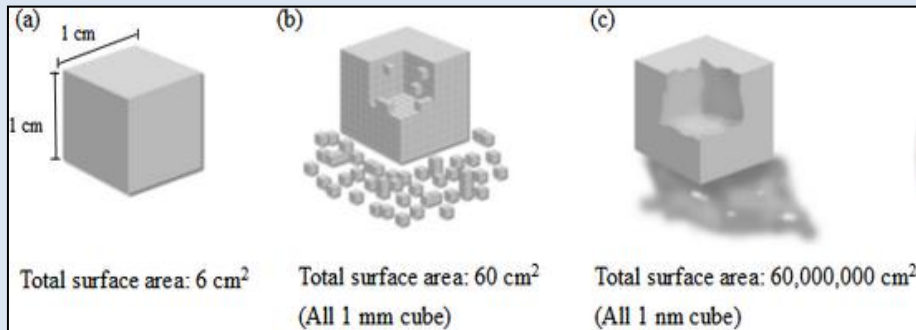 (a)
1 cm
1 cm
Total surface area: 6 cm²
(b)
Total surface area: 60 cm²
(All 1 mm cube)
(c)
Total surface area: 60,000,000 cm²
(All 1 nm cube)